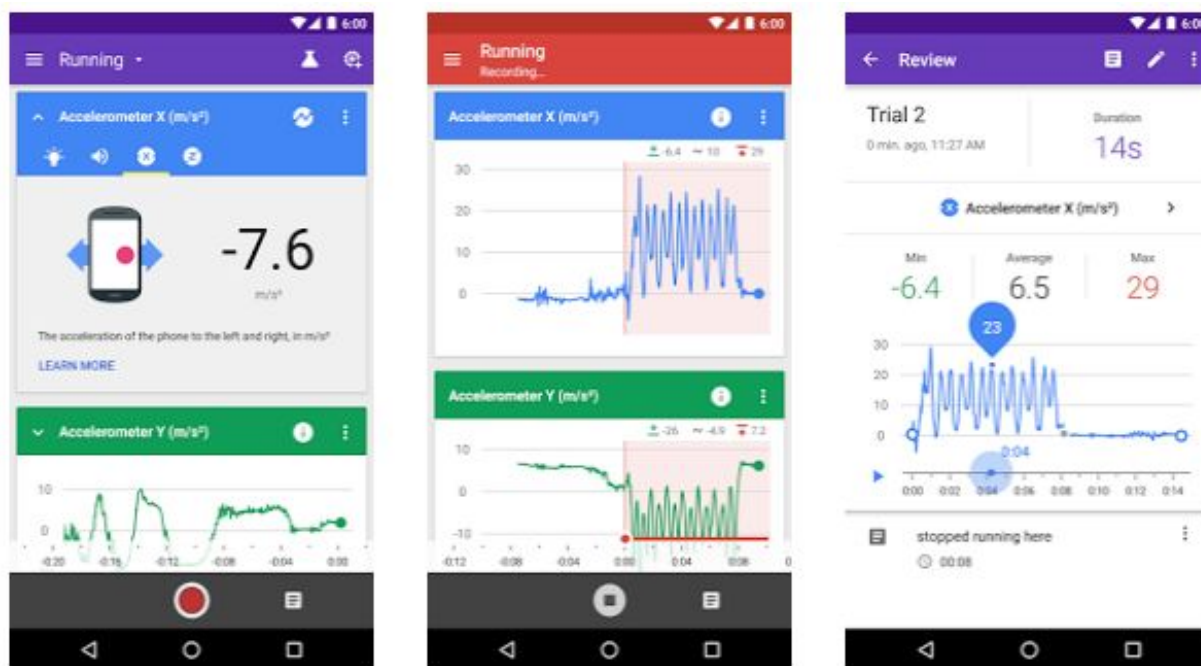 6:00
Running
Accelerometer X (m/s²)
-7.6
m/s²
The acceleration of the phone to the left and right, in m/s²
LEARN MORE
Accelerometer Y (m/s²)
10
0
-0:20 -0:16 -0:12 -0:08 -0:04 0:00
6:00
Running
Recording...
Accelerometer X (m/s²)
-6.4 10 29
30
20
10
0
Accelerometer Y (m/s²)
-26 -4.9 7.2
10
0
-10
-0:12 -0:08 -0:04 0:00 0:04 0:08
6:00
Review
Trial 2
0 min. ago, 11:27 AM
Duration
14s
Accelerometer X (m/s²)
Min Average Max
-6.4 6.5 29
23
30
20
10
0
0:04
0:00 0:02 0:04 0:06 0:08 0:10 0:12 0:14
stopped running here
00:08